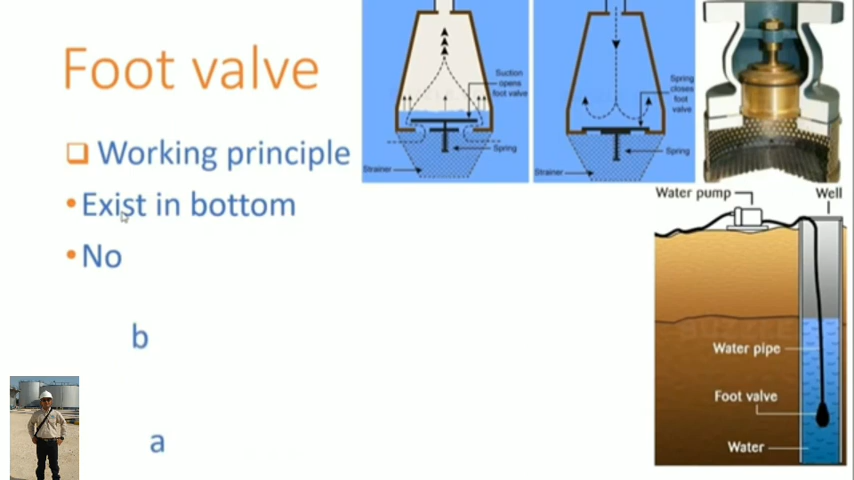 Foot valve
Working principle
Exist in bottom
No
b
a
Suction
opens
foot valve
Spring
Strainer
Spring
closes
foot
valve
Spring
Strainer
Water pump
Well
Water pipe
Foot valve
Water